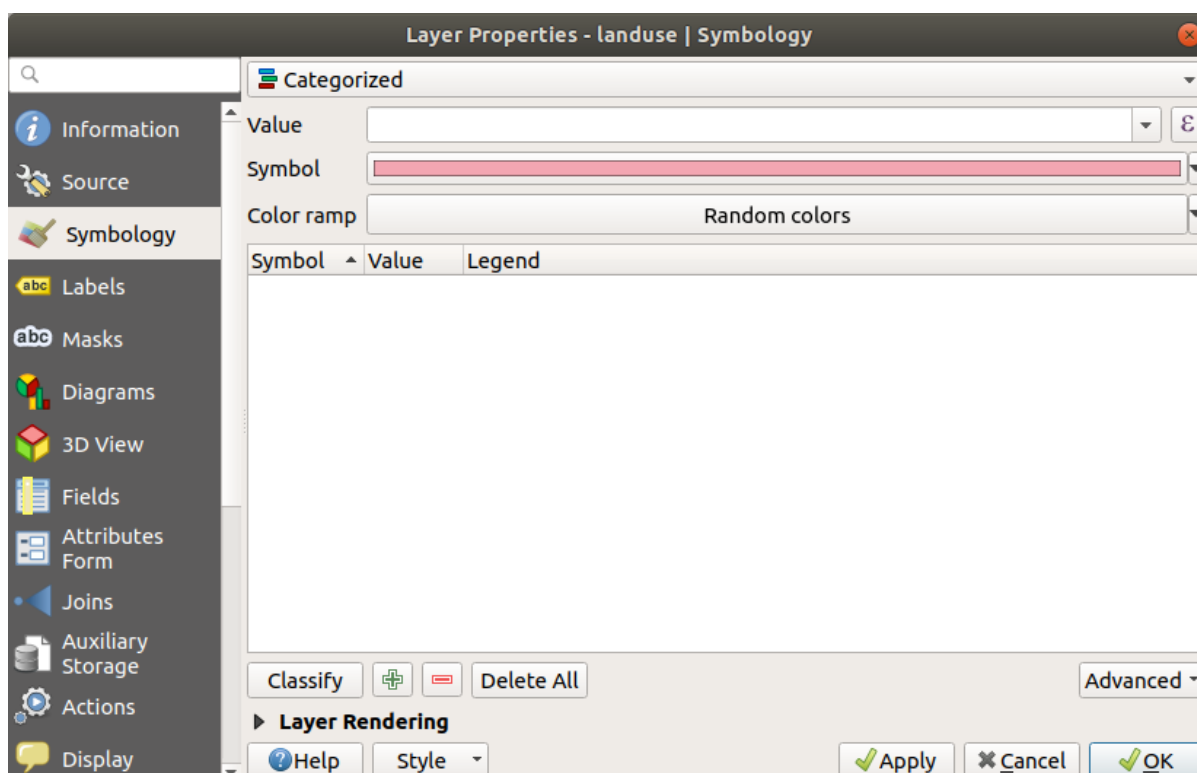 Layer Properties - landuse | Symbology
Categorized
Information
Value
ε
Source
Symbol
Symbology
Color ramp
Random colors
Symbol Value Legend
abc Labels
abc Masks
Diagrams
3D View
Fields
Attributes
Form
Joins
Auxiliary
Storage
Classify
Delete All
Advanced
Actions
Layer Rendering
Display
Help
Style
Apply
Cancel
OK